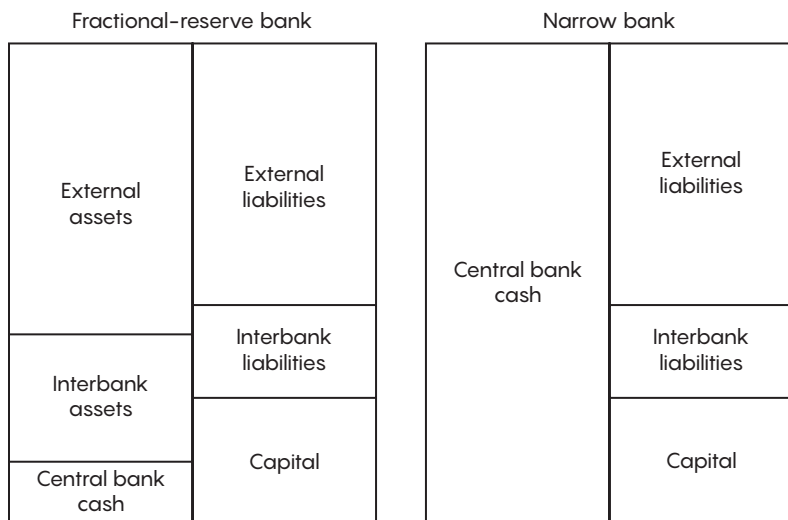 Fractional-reserve bank
External
assets
Interbank
assets
Central bank
cash
External
liabilities
Interbank
liabilities
Capital
Narrow bank
Central bank
cash
External
liabilities
Interbank
liabilities
Capital